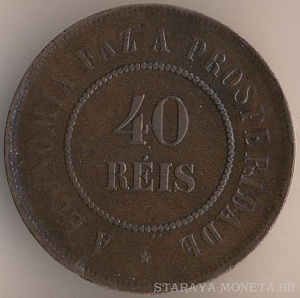 A ECONOMIA FAZ A PROSPERIDADE
40
RÉIS
STARAYA-MONETA.RU